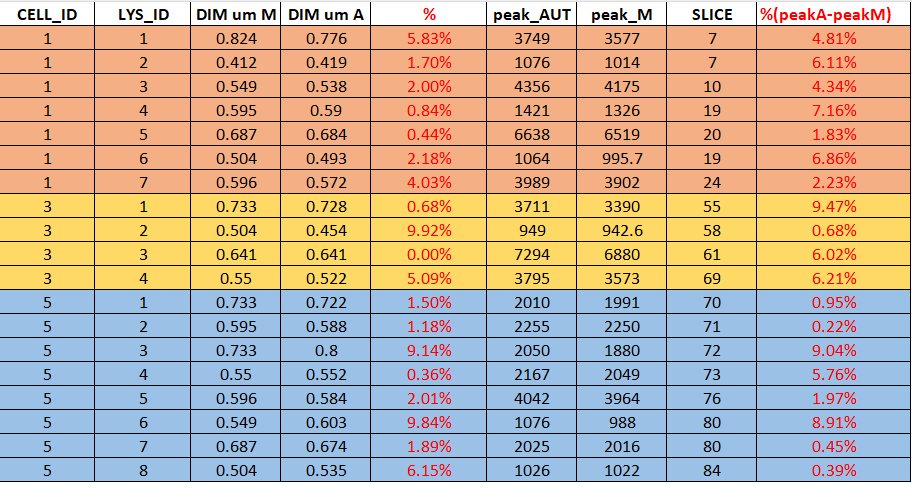 CELL_ID LYS_ID DIM um M DIM um A % peak_AUT peak_M SLICE %(peakA-peakM)
1 1 0.824 0.776 5.83% 3749 3577 7 4.81%
1 2 0.412 0.419 1.70% 1076 1014 7 6.11%
1 3 0.549 0.538 2.00% 4356 4175 10 4.34%
1 4 0.595 0.59 0.84% 1421 1326 19 7.16%
1 5 0.687 0.684 0.44% 6638 6519 20 1.83%
1 6 0.504 0.493 2.18% 1064 995.7 19 6.86%
1 7 0.596 0.572 4.03% 3989 3902 24 2.23%
3 1 0.733 0.728 0.68% 3711 3390 55 9.47%
3 2 0.504 0.454 9.92% 949 942.6 58 0.68%
3 3 0.641 0.641 0.00% 7294 6880 61 6.02%
3 4 0.55 0.522 5.09% 3795 3573 69 6.21%
5 1 0.733 0.722 1.50% 2010 1991 70 0.95%
5 2 0.595 0.588 1.18% 2255 2250 71 0.22%
5 3 0.733 0.8 9.14% 2050 1880 72 9.04%
5 4 0.55 0.552 0.36% 2167 2049 73 5.76%
5 5 0.596 0.584 2.01% 4042 3964 76 1.97%
5 6 0.549 0.603 9.84% 1076 988 80 8.91%
5 7 0.687 0.674 1.89% 2025 2016 80 0.45%
5 8 0.504 0.535 6.15% 1026 1022 84 0.39%